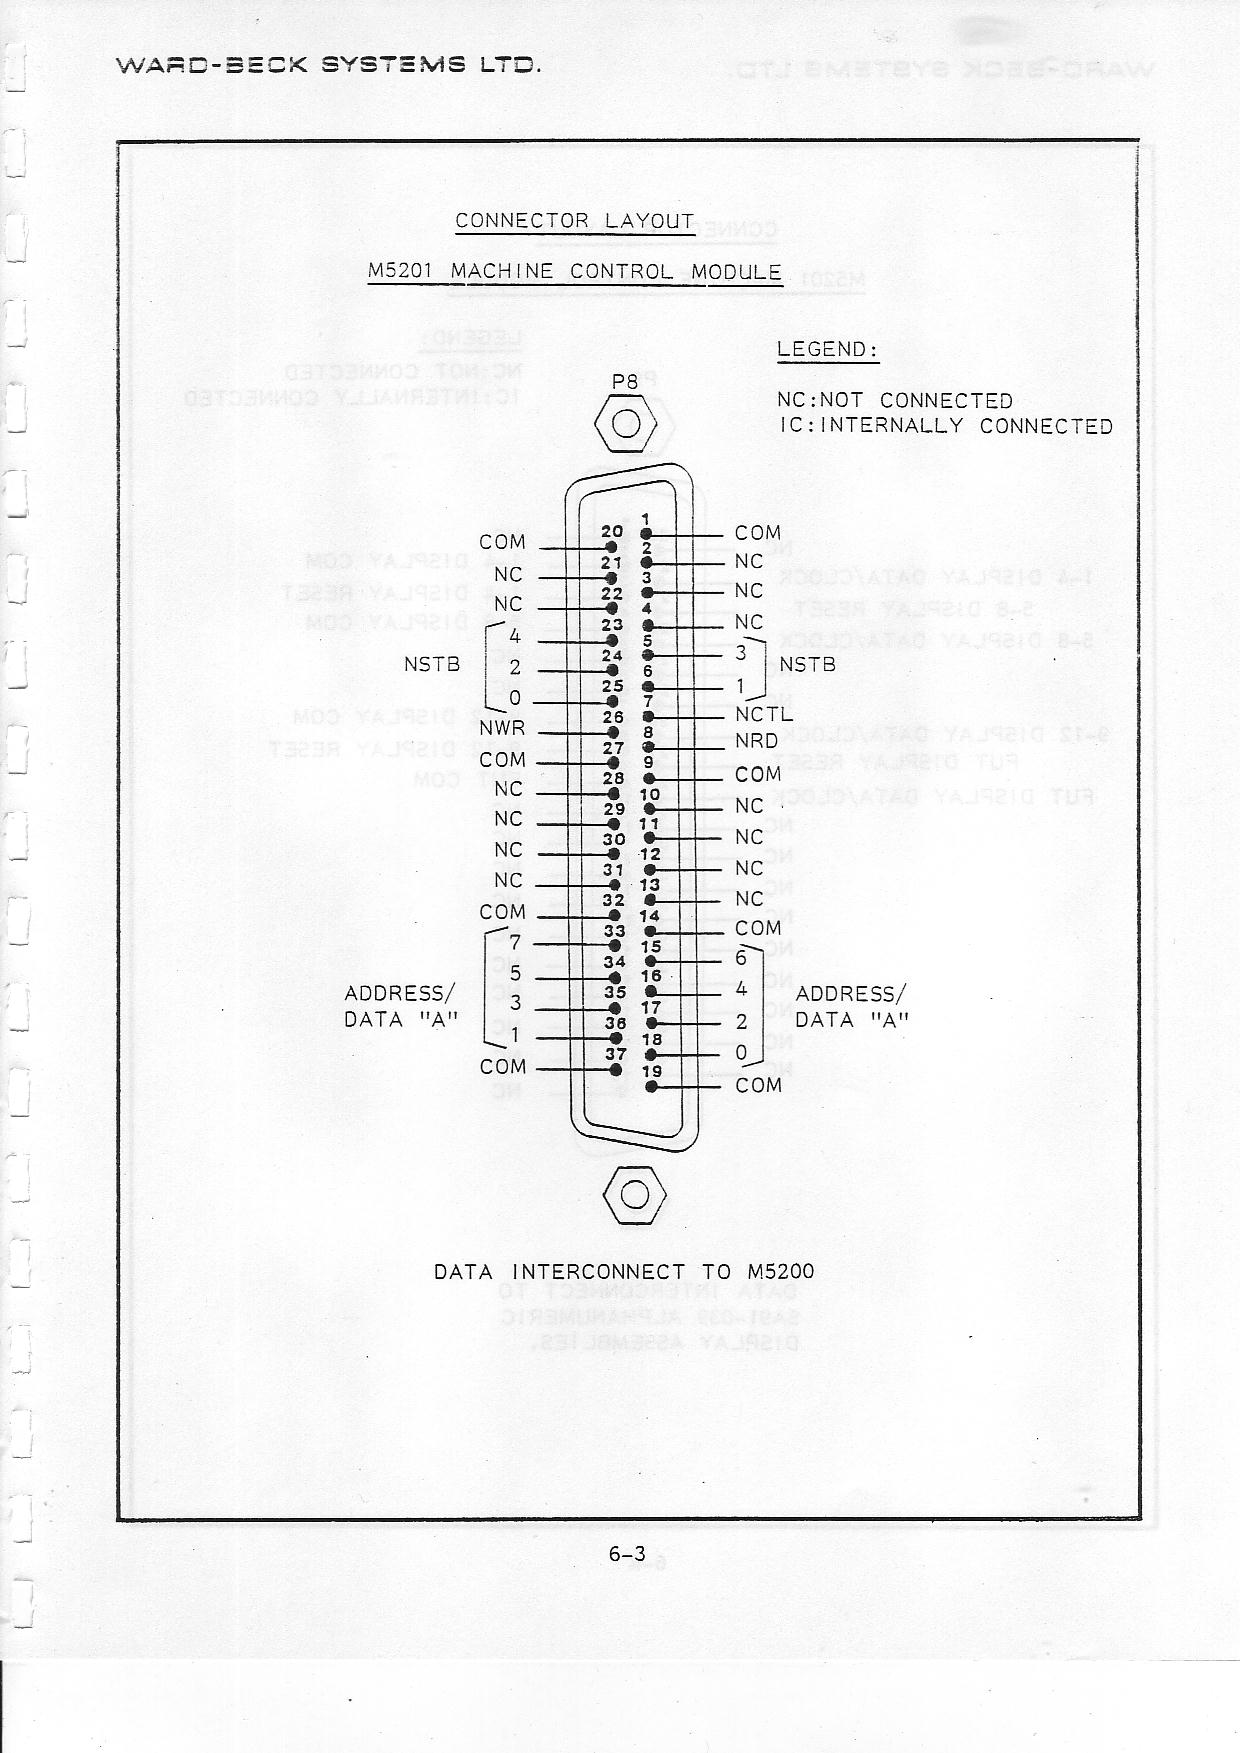 WARD-BECK SYSTEMS LTD.
CONNECTOR LAYOUT
M5201 MACHINE CONTROL MODULE
LEGEND:
NC:NOT CONNECTED
IC:INTERNALLY CONNECTED
P8
1 COM
COM 20
2 NC
NC 21
3 NC
NC 22
4 NC
4 23
5 3
NSTB 2 24
NSTB
6 1
0 25
7 NCTL
NWR 26
8 NRD
COM 27
9 COM
NC 28
10 NC
NC 29
11 NC
NC 30
12 NC
NC 31
13 NC
COM 32
14 COM
7 33
15 6
5 34
16 4
ADDRESS/
DATA "A"
ADDRESS/
DATA "A"
3 35
17 2
1 36
18 0
COM 37
19 COM
DATA INTERCONNECT TO M5200
6-3